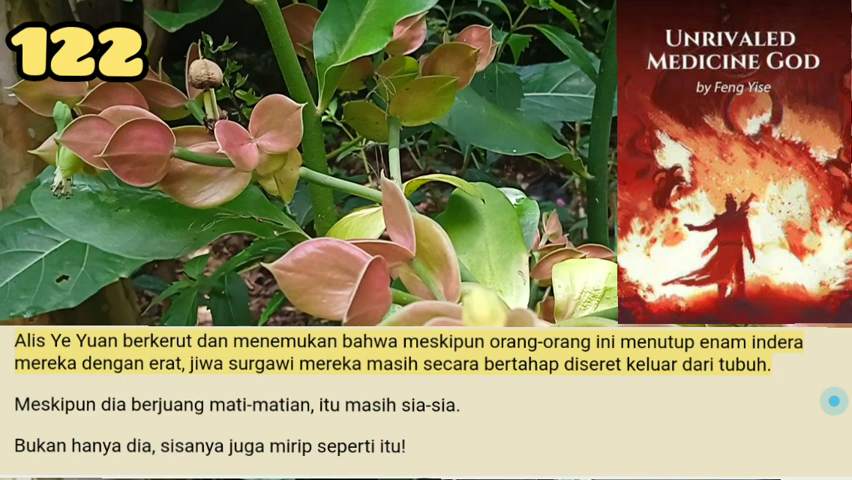 122
UNRIVALED
MEDICINE GOD
by Feng Yise
Alis Ye Yuan berkerut dan menemukan bahwa meskipun orang-orang ini menutup enam indera
mereka dengan erat, jiwa surgawi mereka masih secara bertahap diseret keluar dari tubuh.
Meskipun dia berjuang mati-matian, itu masih sia-sia.
Bukan hanya dia, sisanya juga mirip seperti itu!